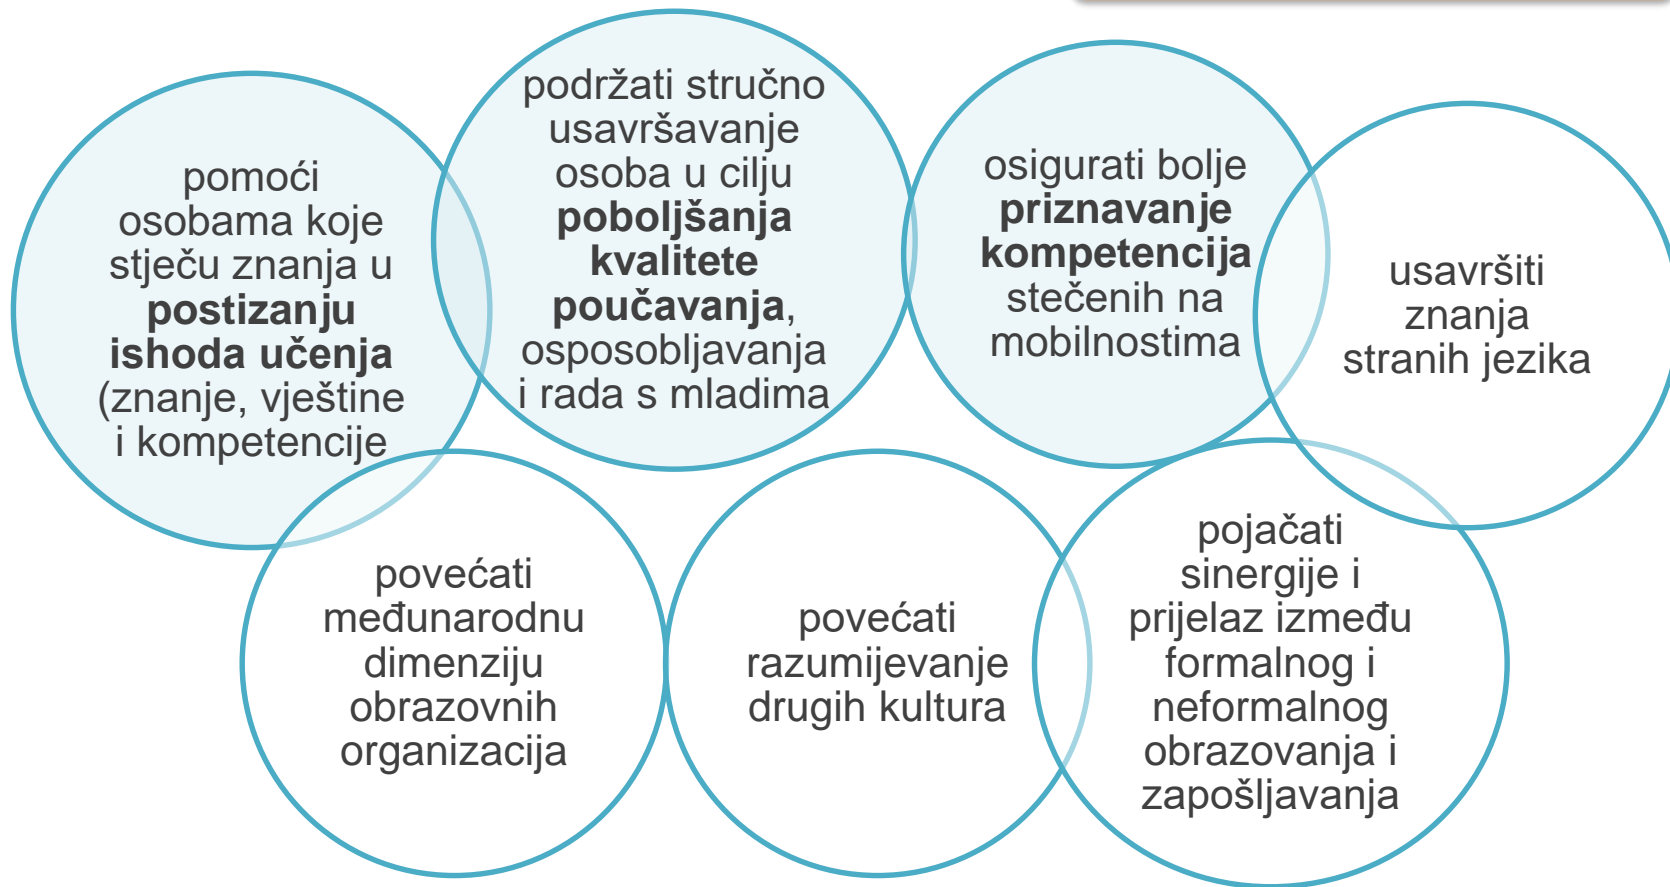 pomoći
osobama koje
stječu znanja u
postizanju
ishoda učenja
(znanje, vještine
i kompetencije
podržati stručno
usavršavanje
osoba u cilju
poboljšanja
kvalitete
poučavanja,
osposobljavanja
i rada s mladima
osigurati bolje
priznavanje
kompetencija
stečenih na
mobilnostima
usavršiti
znanja
stranih jezika
povećati
međunarodnu
dimenziju
obrazovnih
organizacija
povećati
razumijevanje
drugih kultura
pojačati
sinergije i
prijelaz između
formalnog i
neformalnog
obrazovanja i
zapošljavanja